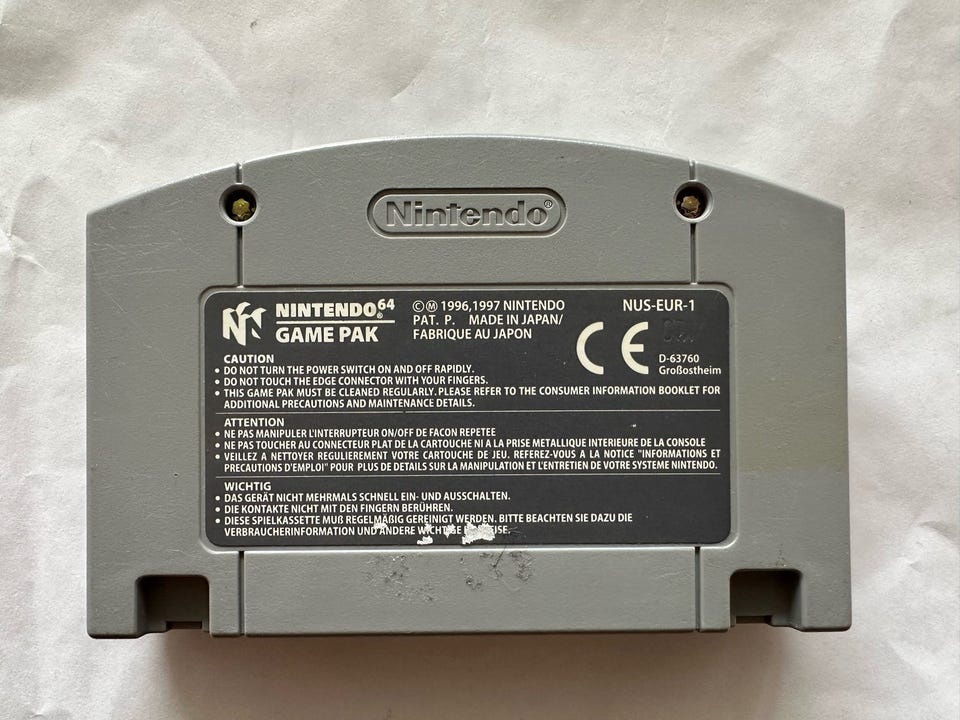 Nintendo®
NINTENDO®64
GAME PAK
©Ⓜ 1996,1997 NINTENDO
PAT. P. MADE IN JAPAN/
FABRIQUE AU JAPON
NUS-EUR-1
CE
D-63760
Großostheim
CAUTION
• DO NOT TURN THE POWER SWITCH ON AND OFF RAPIDLY.
• DO NOT TOUCH THE EDGE CONNECTOR WITH YOUR FINGERS.
• THIS GAME PAK MUST BE CLEANED REGULARLY. PLEASE REFER TO THE CONSUMER INFORMATION BOOKLET FOR
ADDITIONAL PRECAUTIONS AND MAINTENANCE DETAILS.
ATTENTION
• NE PAS MANIPULER L'INTERRUPTEUR ON/OFF DE FACON REPETEE
• NE PAS TOUCHER AU CONNECTEUR PLAT DE LA CARTOUCHE NI A LA PRISE METALLIQUE INTERIEURE DE LA CONSOLE
• VEILLEZ A NETTOYER REGULIEREMENT VOTRE CARTOUCHE DE JEU. REFEREZ-VOUS A LA NOTICE "INFORMATIONS ET
PRECAUTIONS D'EMPLOI" POUR PLUS DE DETAILS SUR LA MANIPULATION ET L'ENTRETIEN DE VOTRE SYSTEME NINTENDO.
WICHTIG
• DAS GERÄT NICHT MEHRMALS SCHNELL EIN- UND AUSSCHALTEN.
• DIE KONTAKTE NICHT MIT DEN FINGERN BERÜHREN.
• DIESE SPIELKASSETTE MUß REGELMÄßIG GEREINIGT WERDEN. BITTE BEACHTEN SIE DAZU DIE
VERBRAUCHERINFORMATION UND ANDERE WICHTIGE